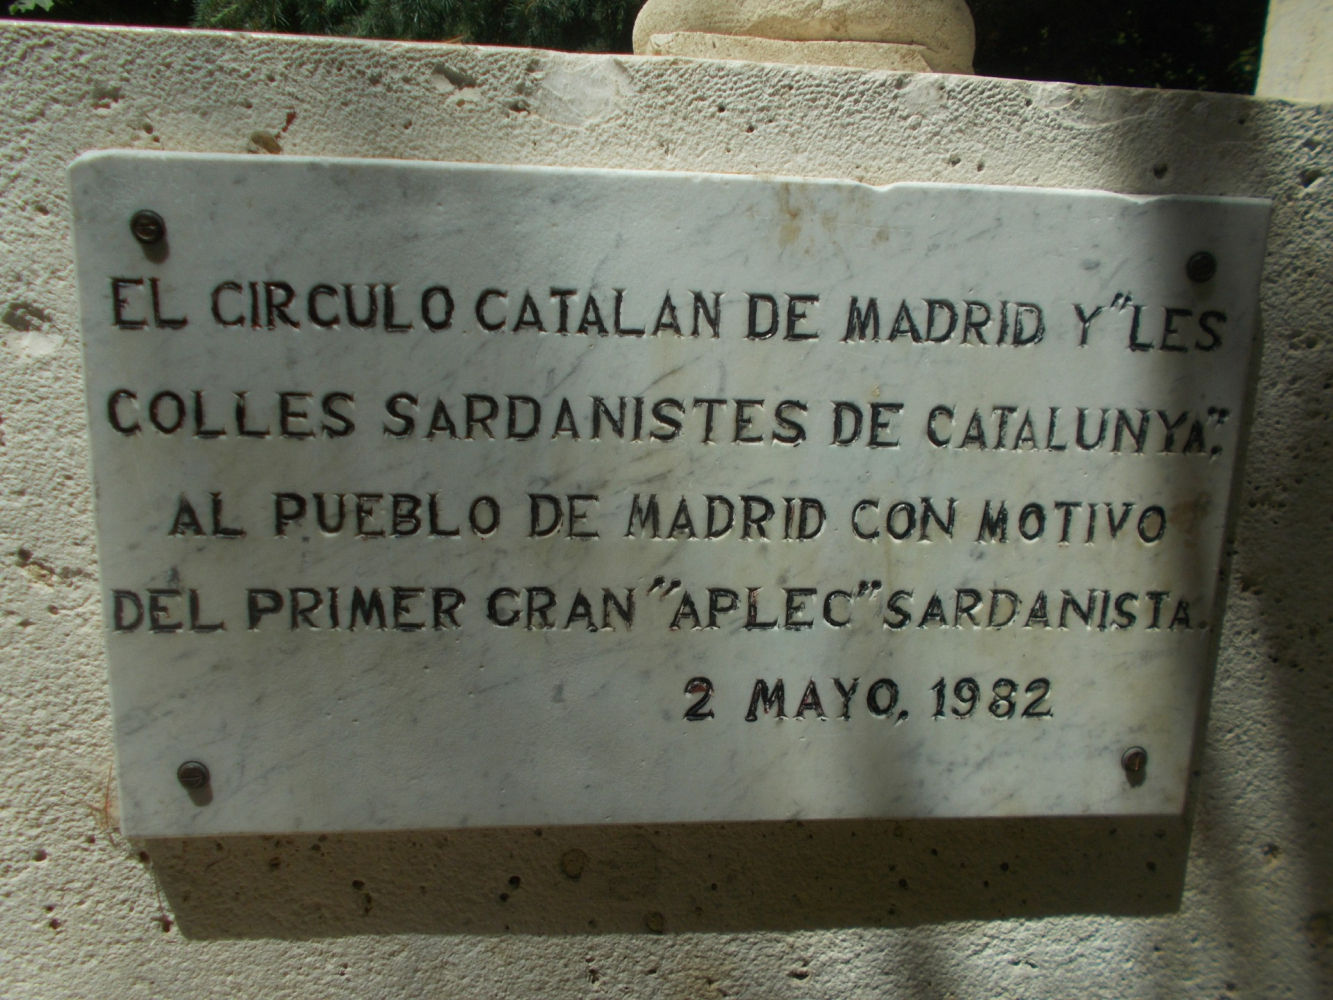 EL CIRCULO CATALAN DE MADRID Y "LES
COLLES SARDANISTES DE CATALUNYA",
AL PUEBLO DE MADRID CON MOTIVO
DEL PRIMER GRAN "APLEC" SARDANISTA.
2 MAYO, 1982